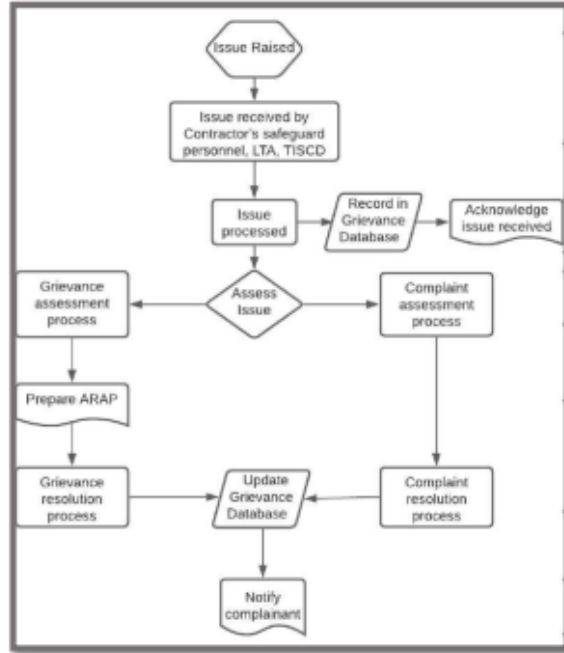 Issue Raised
Issue received by
Contractor's safeguard
personnel, LTA, TISCD
Issue
processed
Record in
Grievance
Database
Acknowledge
issue received
Grievance
assessment
process
Assess
Issue
Complaint
assessment
process
Prepare ARAP
Grievance
resolution
process
Update
Grievance
Database
Complaint
resolution
process
Notify
complainant